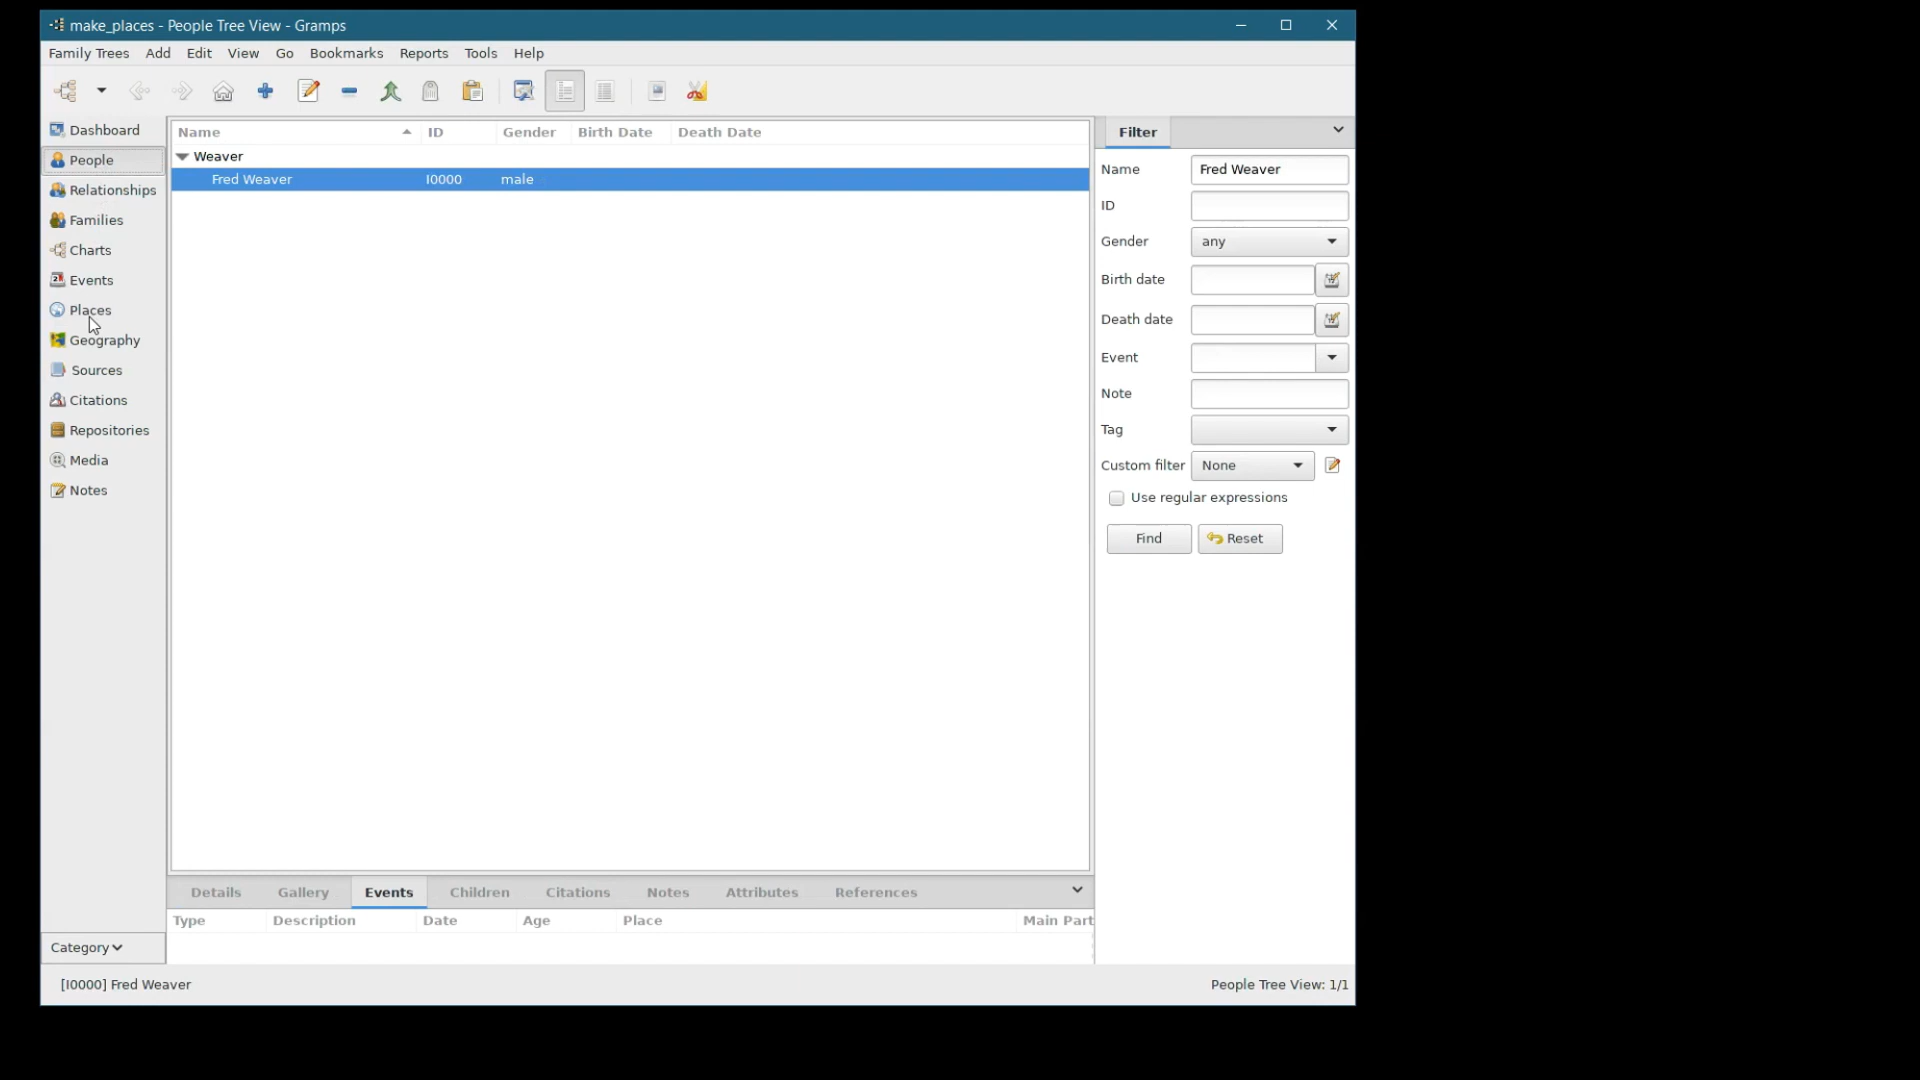 make_places - People Tree View - Gramps
Family Trees Add Edit View Go Bookmarks Reports Tools Help
Dashboard
People
Relationships
Families
Charts
Events
Places
Geography
Sources
Citations
Repositories
Media
Notes
Category
Name ID Gender Birth Date Death Date
Weaver
Fred Weaver I0000 male
Filter
Name Fred Weaver
ID
Gender any
Birth date
Death date
Event
Note
Tag
Custom filter None
Use regular expressions
Find Reset
Details Gallery Events Children Citations Notes Attributes References
Type Description Date Age Place Main Part
[I0000] Fred Weaver
People Tree View: 1/1